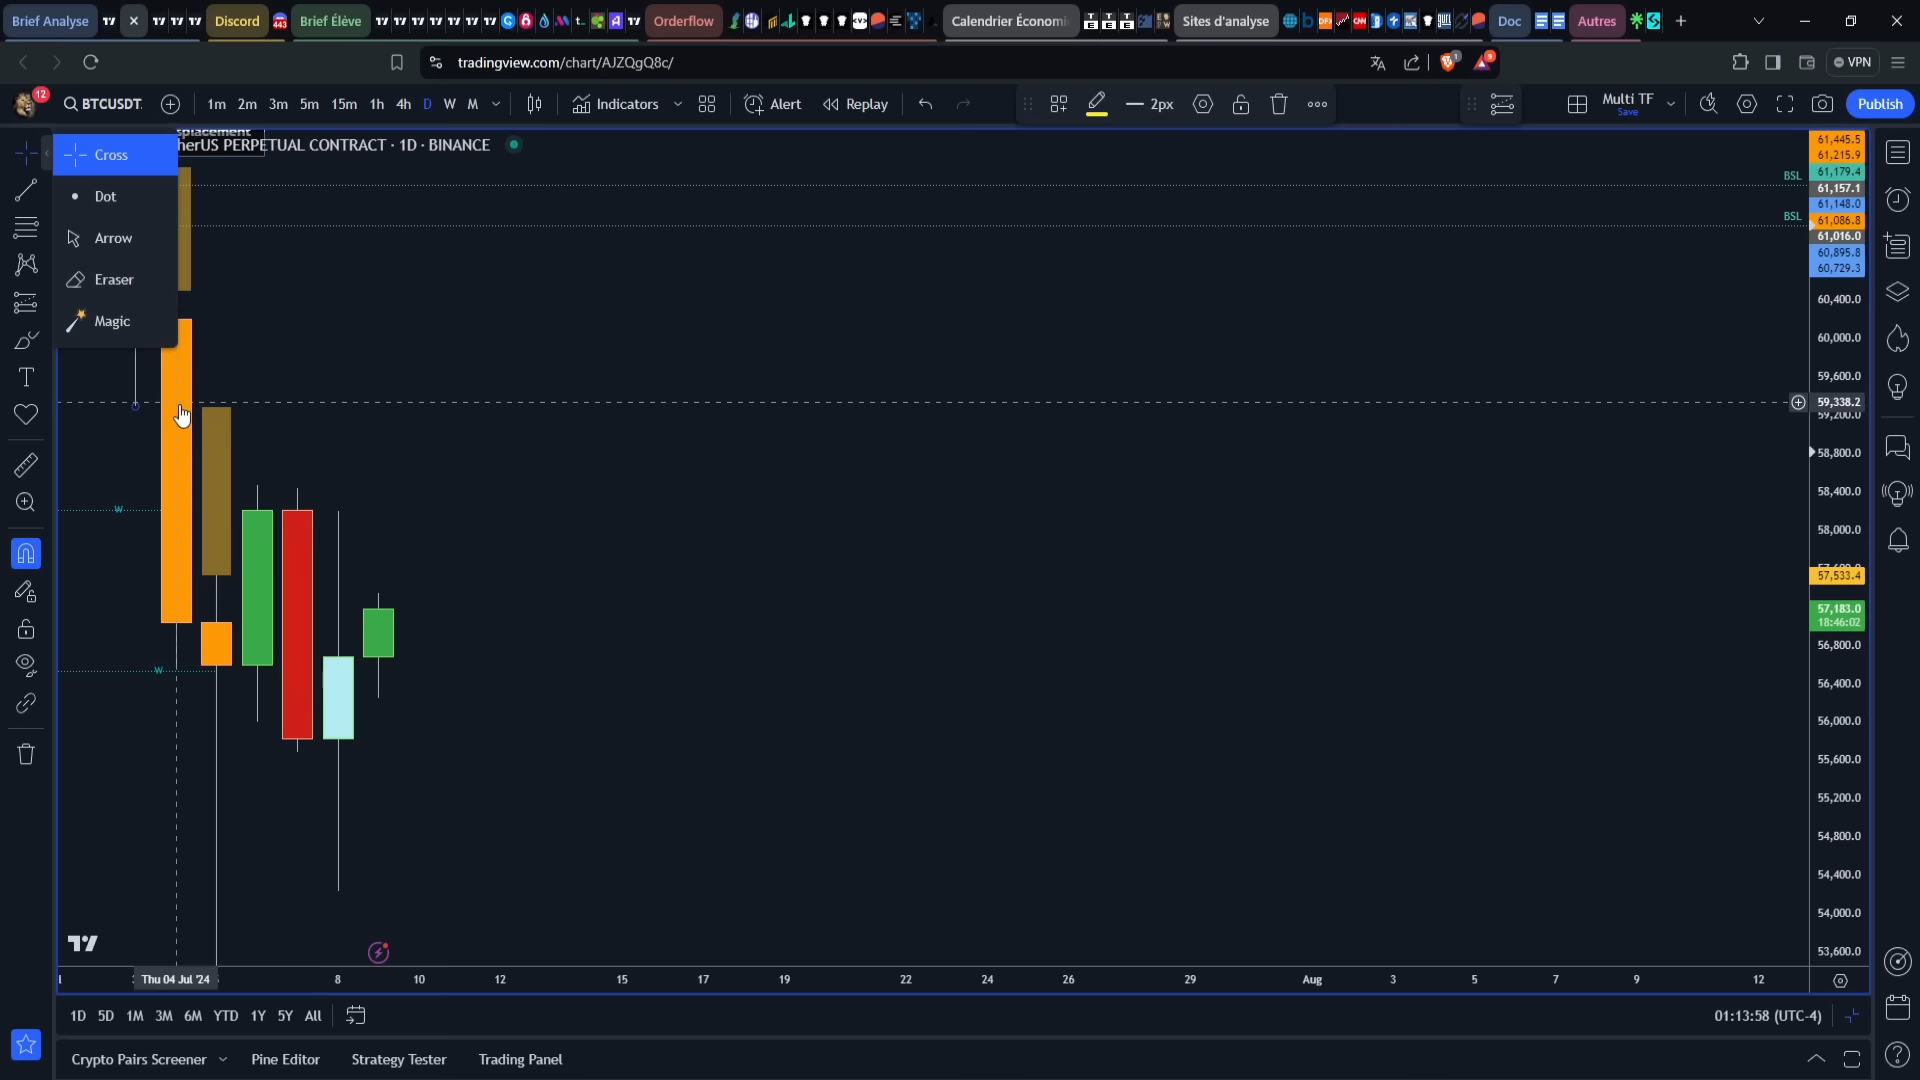 Brief Analyse
Discord
443
Brief Élève
Orderflow
Calendrier Économi
Sites d'analyse
Doc
Autres
tradingview.com/chart/AJZQgQ8c/
1
9
VPN
12
BTCUSDT.
1m 2m 3m 5m 15m 1h 4h D W M
Indicators
Alert
Replay
2px
Multi TF
Save
Publish
splacement
herUS PERPETUAL CONTRACT · 1D · BINANCE
Cross
Dot
Arrow
Eraser
Magic
BSL
BSL
W
W
61,445.5
61,215.9
61,179.4
61,157.1
61,148.0
61,086.8
61,016.0
60,895.8
60,729.3
60,400.0
60,000.0
59,600.0
59,338.2
59,200.0
58,800.0
58,400.0
58,000.0
57,533.4
57,183.0
18:46:02
56,800.0
56,400.0
56,000.0
55,600.0
55,200.0
54,800.0
54,400.0
54,000.0
53,600.0
Thu 04 Jul '24 8 10 12 15 17 19 22 24 26 29 Aug 3 5 7 9 12
1D 5D 1M 3M 6M YTD 1Y 5Y All
01:13:58 (UTC-4)
Crypto Pairs Screener
Pine Editor
Strategy Tester
Trading Panel